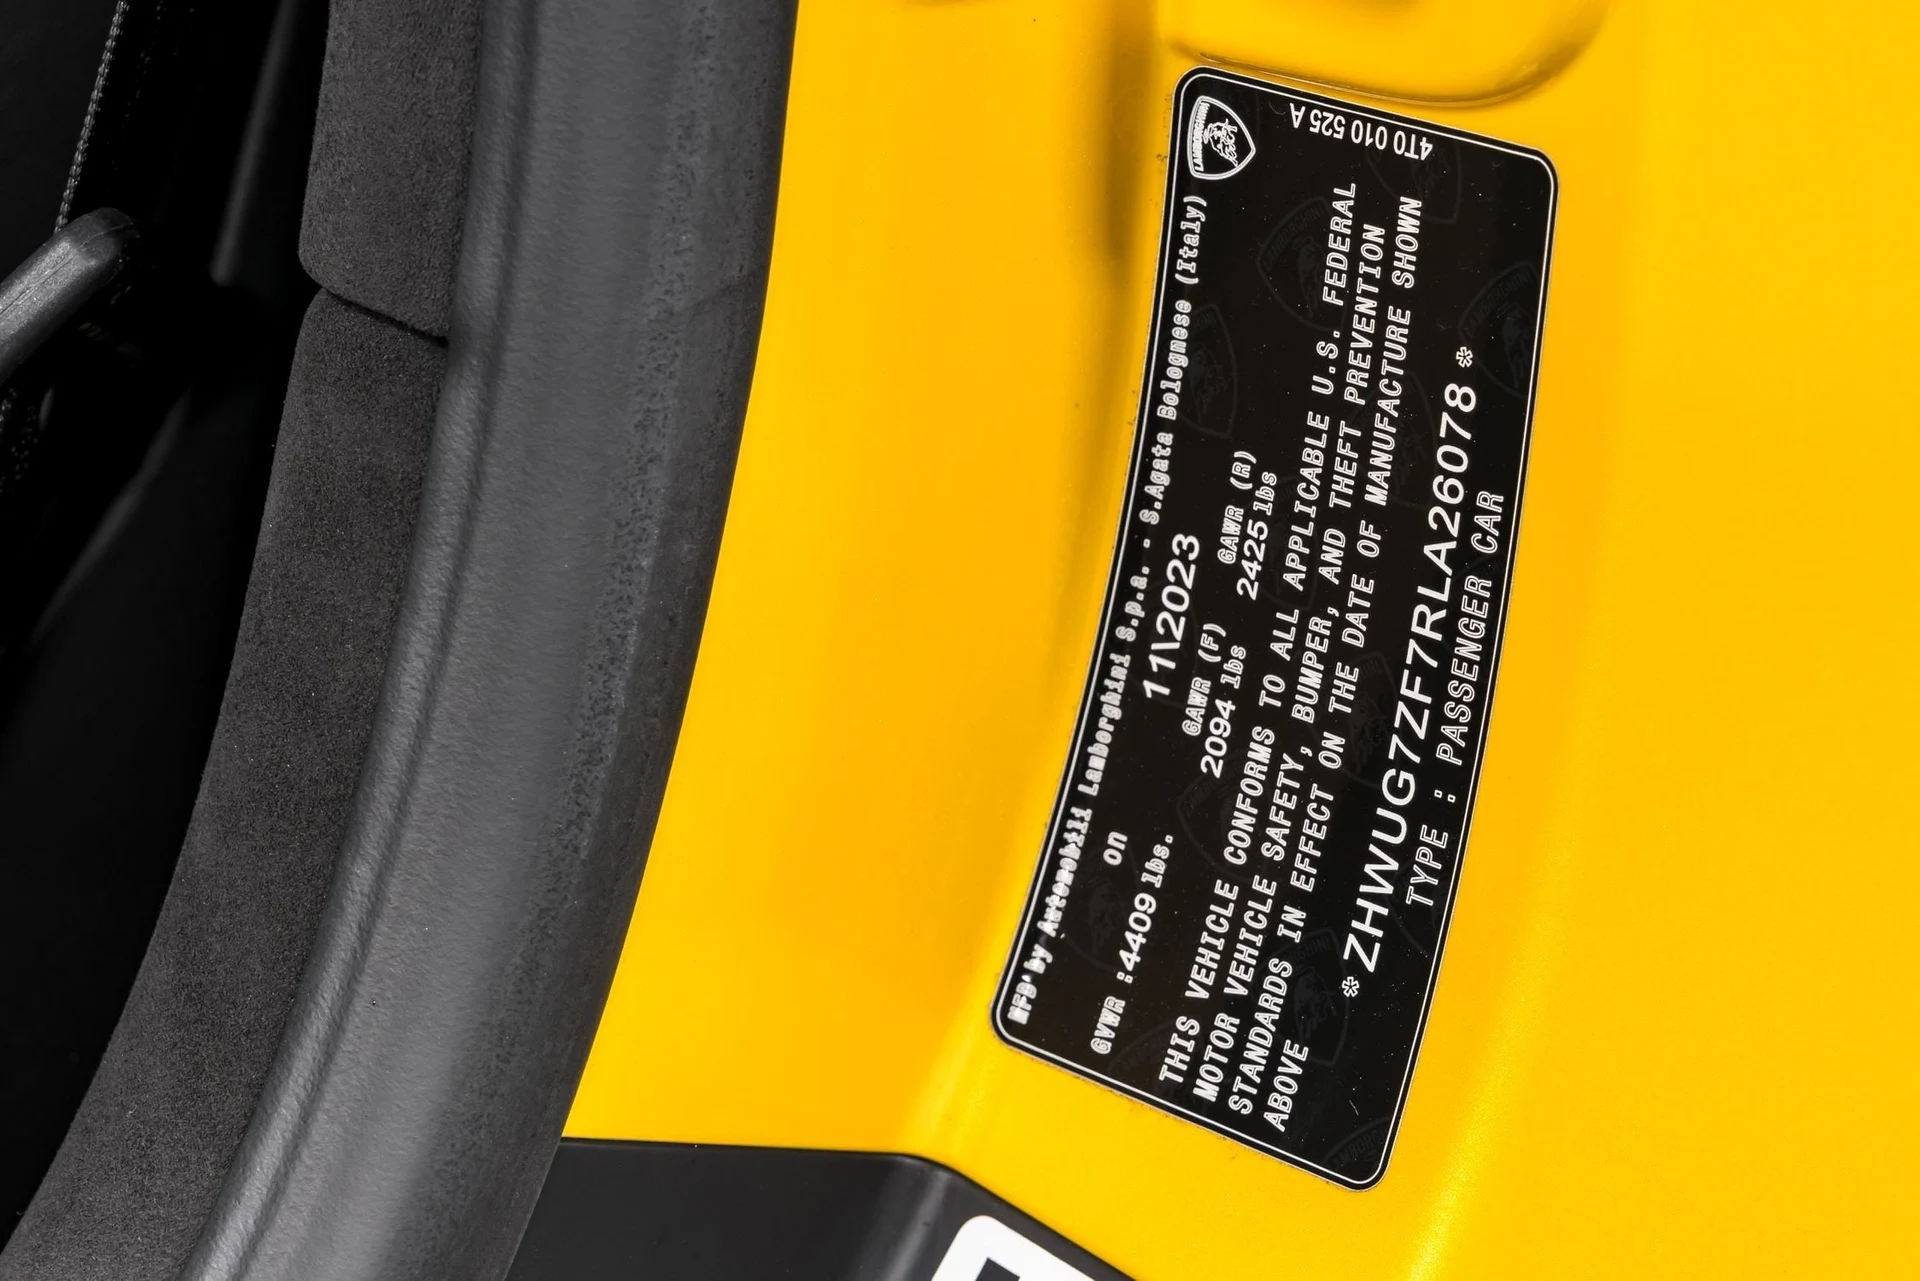 LAMBORGHINI
4T0 010 525 A
MFD' by Automobili Lamborghini S.p.a. - S.Agata Bolognese (Italy)
on 11\2023
GAWR (F) GAWR (R)
GVWR :4409 lbs. 2094 lbs 2425 lbs
THIS VEHICLE CONFORMS TO ALL APPLICABLE U.S. FEDERAL
MOTOR VEHICLE SAFETY, BUMPER, AND THEFT PREVENTION
STANDARDS IN EFFECT ON THE DATE OF MANUFACTURE SHOWN
ABOVE
* ZHWUG7ZF7RLA26078 *
TYPE : PASSENGER CAR